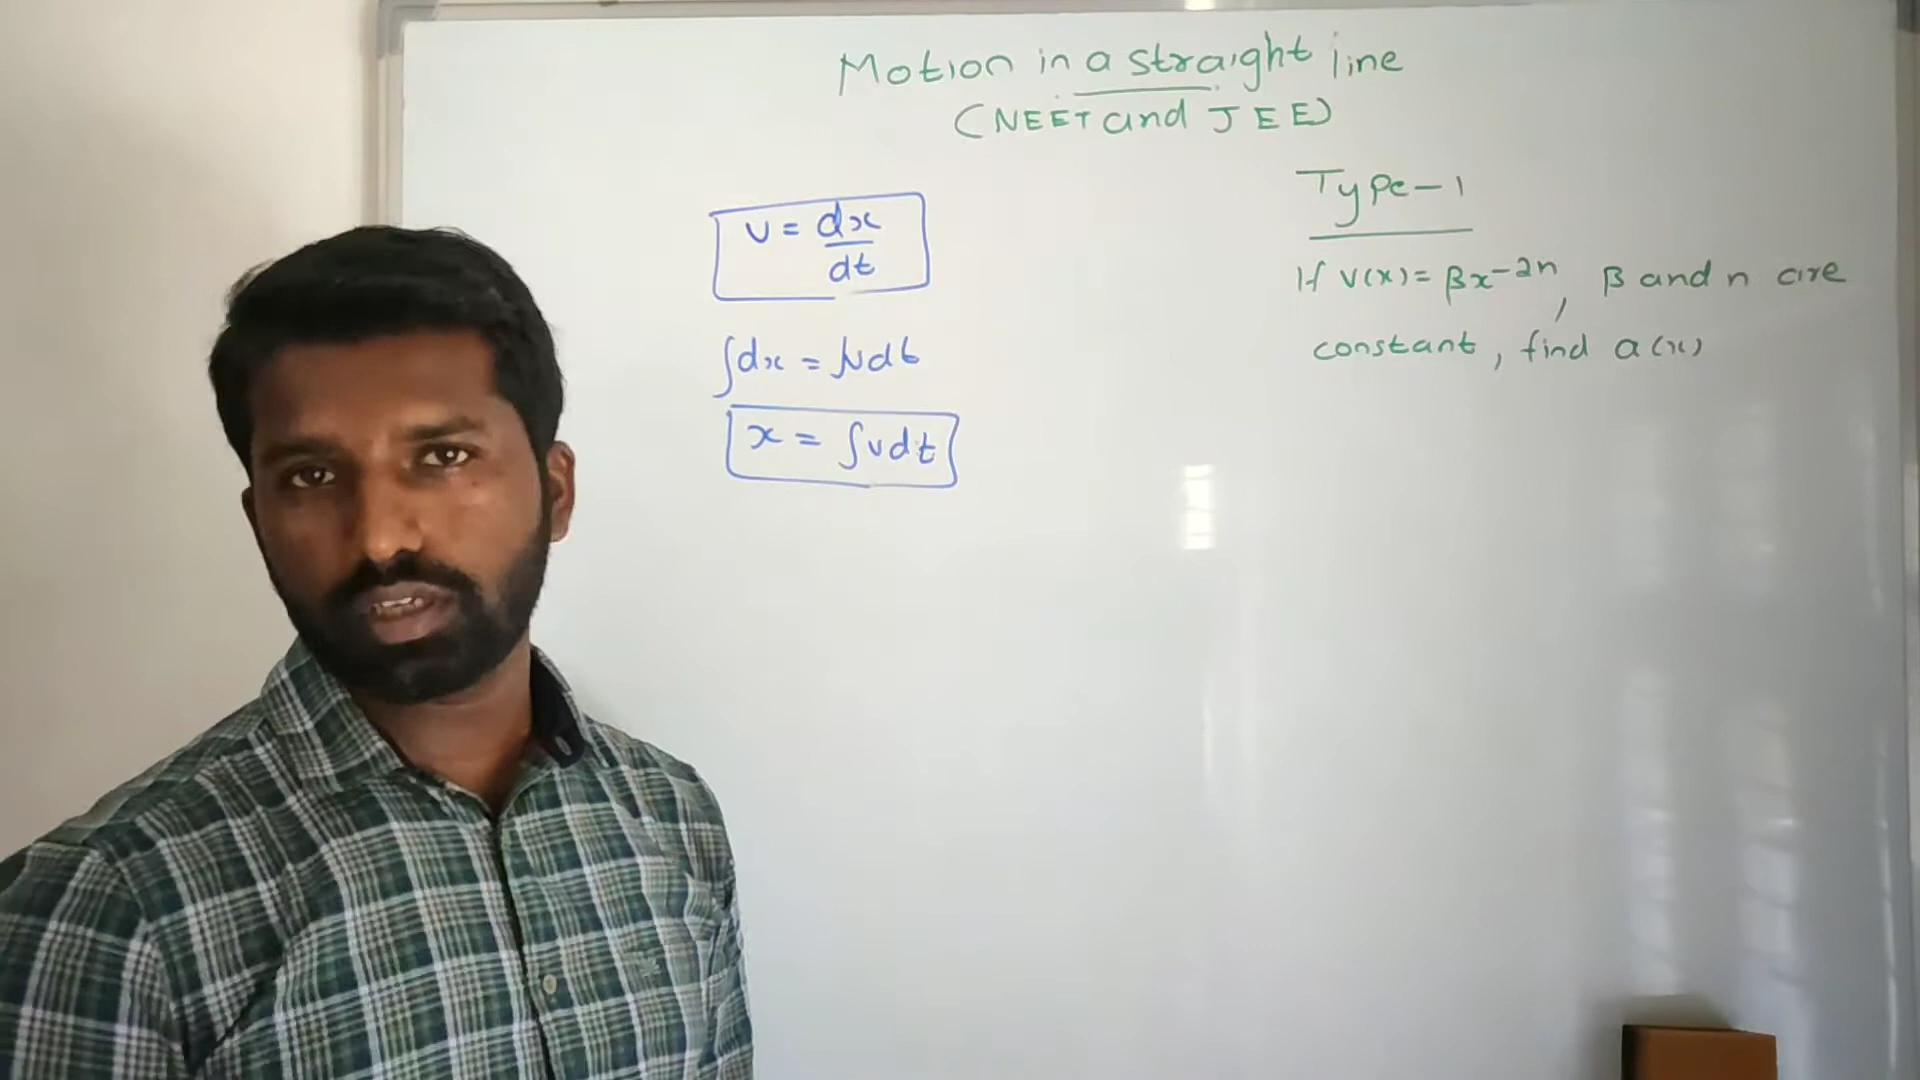 Motion in a straight line
(NEET and JEE)
v = dx/dt
∫dx = ∫vdt
x = ∫vdt
Type-1
If v(x) = βx⁻²ⁿ, β and n are
constant, find a(x)